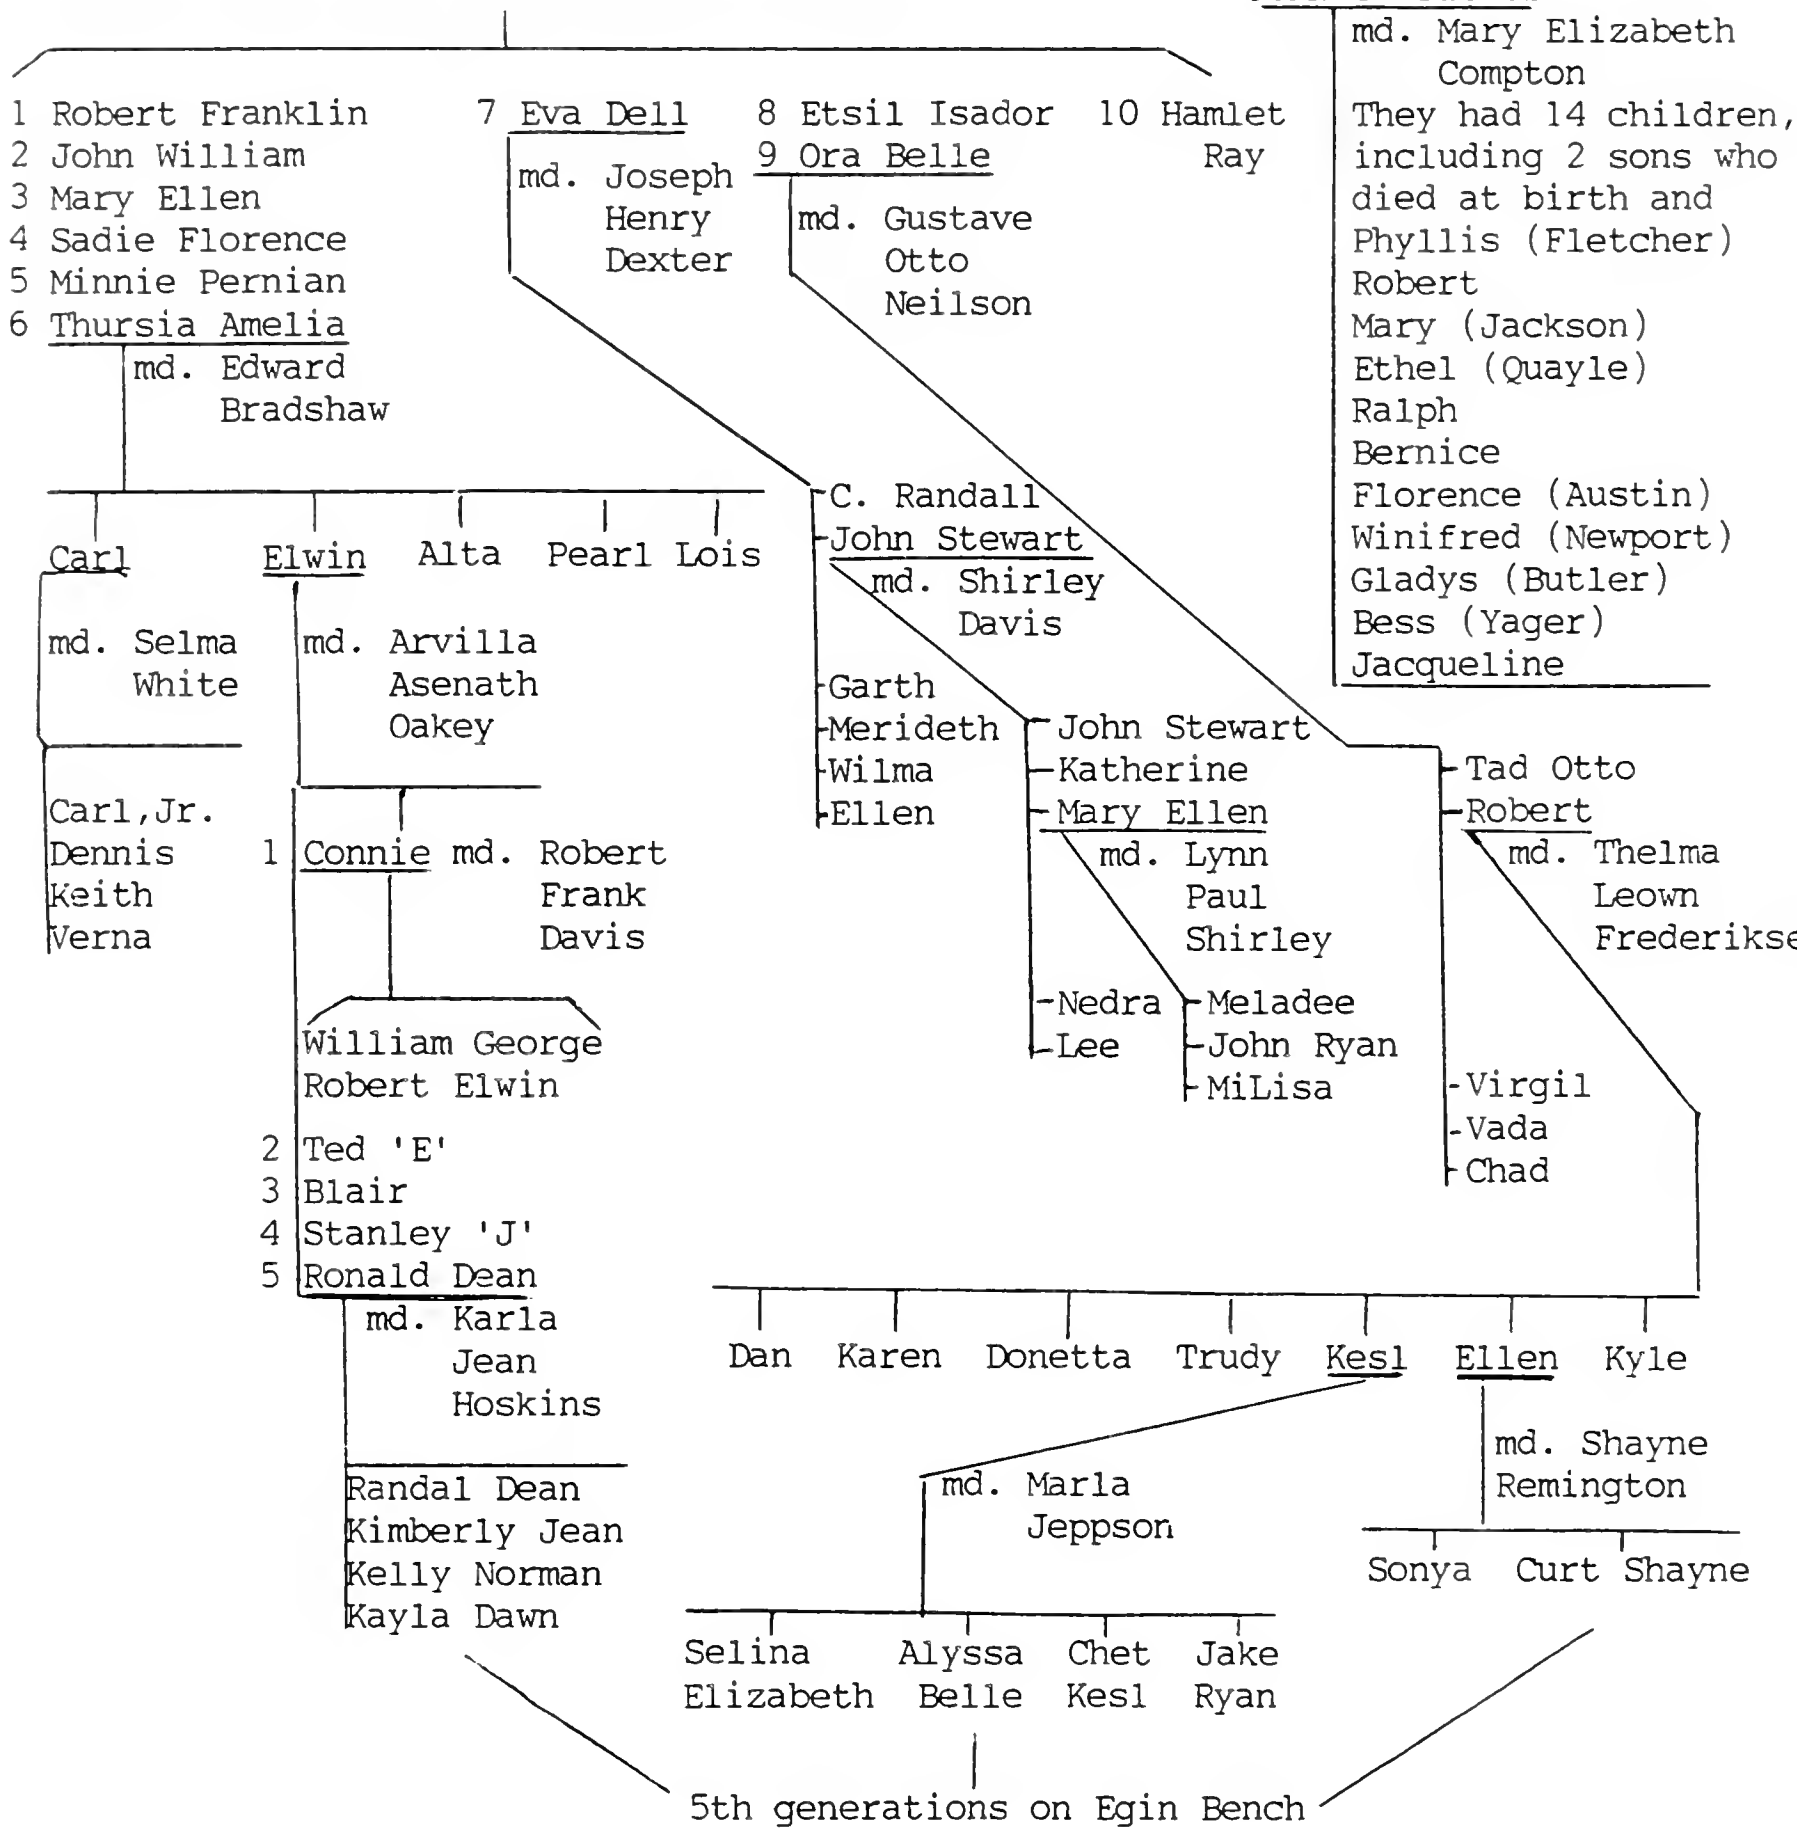 md. Mary Elizabeth
Compton
They had 14 children,
including 2 sons who
died at birth and
Phyllis (Fletcher)
Robert
Mary (Jackson)
Ethel (Quayle)
Ralph
Bernice
Florence (Austin)
Winifred (Newport)
Gladys (Butler)
Bess (Yager)
Jacqueline
1 Robert Franklin
2 John William
3 Mary Ellen
4 Sadie Florence
5 Minnie Pernian
6 Thursia Amelia
md. Edward
Bradshaw
7 Eva Dell
md. Joseph
Henry
Dexter
8 Etsil Isador
9 Ora Belle
md. Gustave
Otto
Neilson
10 Hamlet
Ray
Carl
Elwin
Alta
Pearl
Lois
md. Selma
White
Carl,Jr.
Dennis
Keith
Verna
md. Arvilla
Asenath
Oakey
1 Connie md. Robert
Frank
Davis
William George
Robert Elwin
2 Ted 'E'
3 Blair
4 Stanley 'J'
5 Ronald Dean
md. Karla
Jean
Hoskins
Randal Dean
Kimberly Jean
Kelly Norman
Kayla Dawn
C. Randall
John Stewart
md. Shirley
Davis
Garth
Merideth
Wilma
Ellen
John Stewart
Katherine
Mary Ellen
md. Lynn
Paul
Shirley
Nedra
Lee
Meladee
John Ryan
MiLisa
Tad Otto
Robert
md. Thelma
Leown
Frederikse
Virgil
Vada
Chad
Dan
Karen
Donetta
Trudy
Kesl
Ellen
Kyle
md. Marla
Jeppson
md. Shayne
Remington
Sonya
Curt Shayne
Selina
Elizabeth
Alyssa
Belle
Chet
Kesl
Jake
Ryan
5th generations on Egin Bench